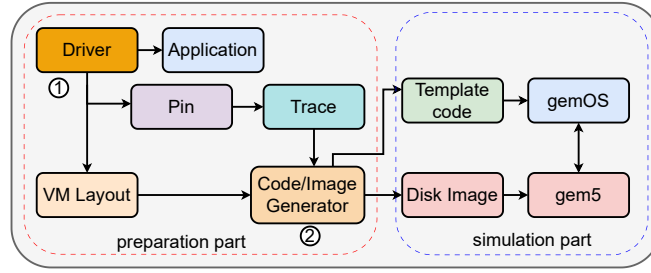 Driver
Application
①
Pin
Trace
VM Layout
Code/Image
Generator
②
preparation part
Template
code
gemOS
Disk Image
gem5
simulation part